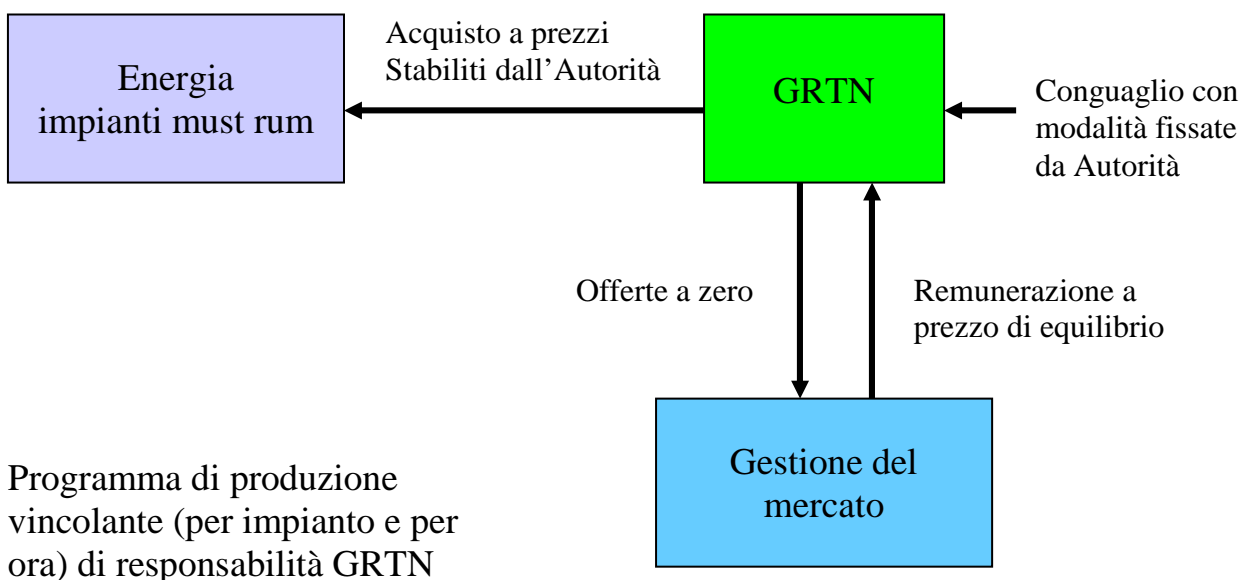 Energia
impianti must rum
Acquisto a prezzi
Stabiliti dall'Autorità
GRTN
Conguaglio con
modalità fissate
da Autorità
Offerte a zero
Remunerazione a
prezzo di equilibrio
Gestione del
mercato
Programma di produzione
vincolante (per impianto e per
ora) di responsabilità GRTN